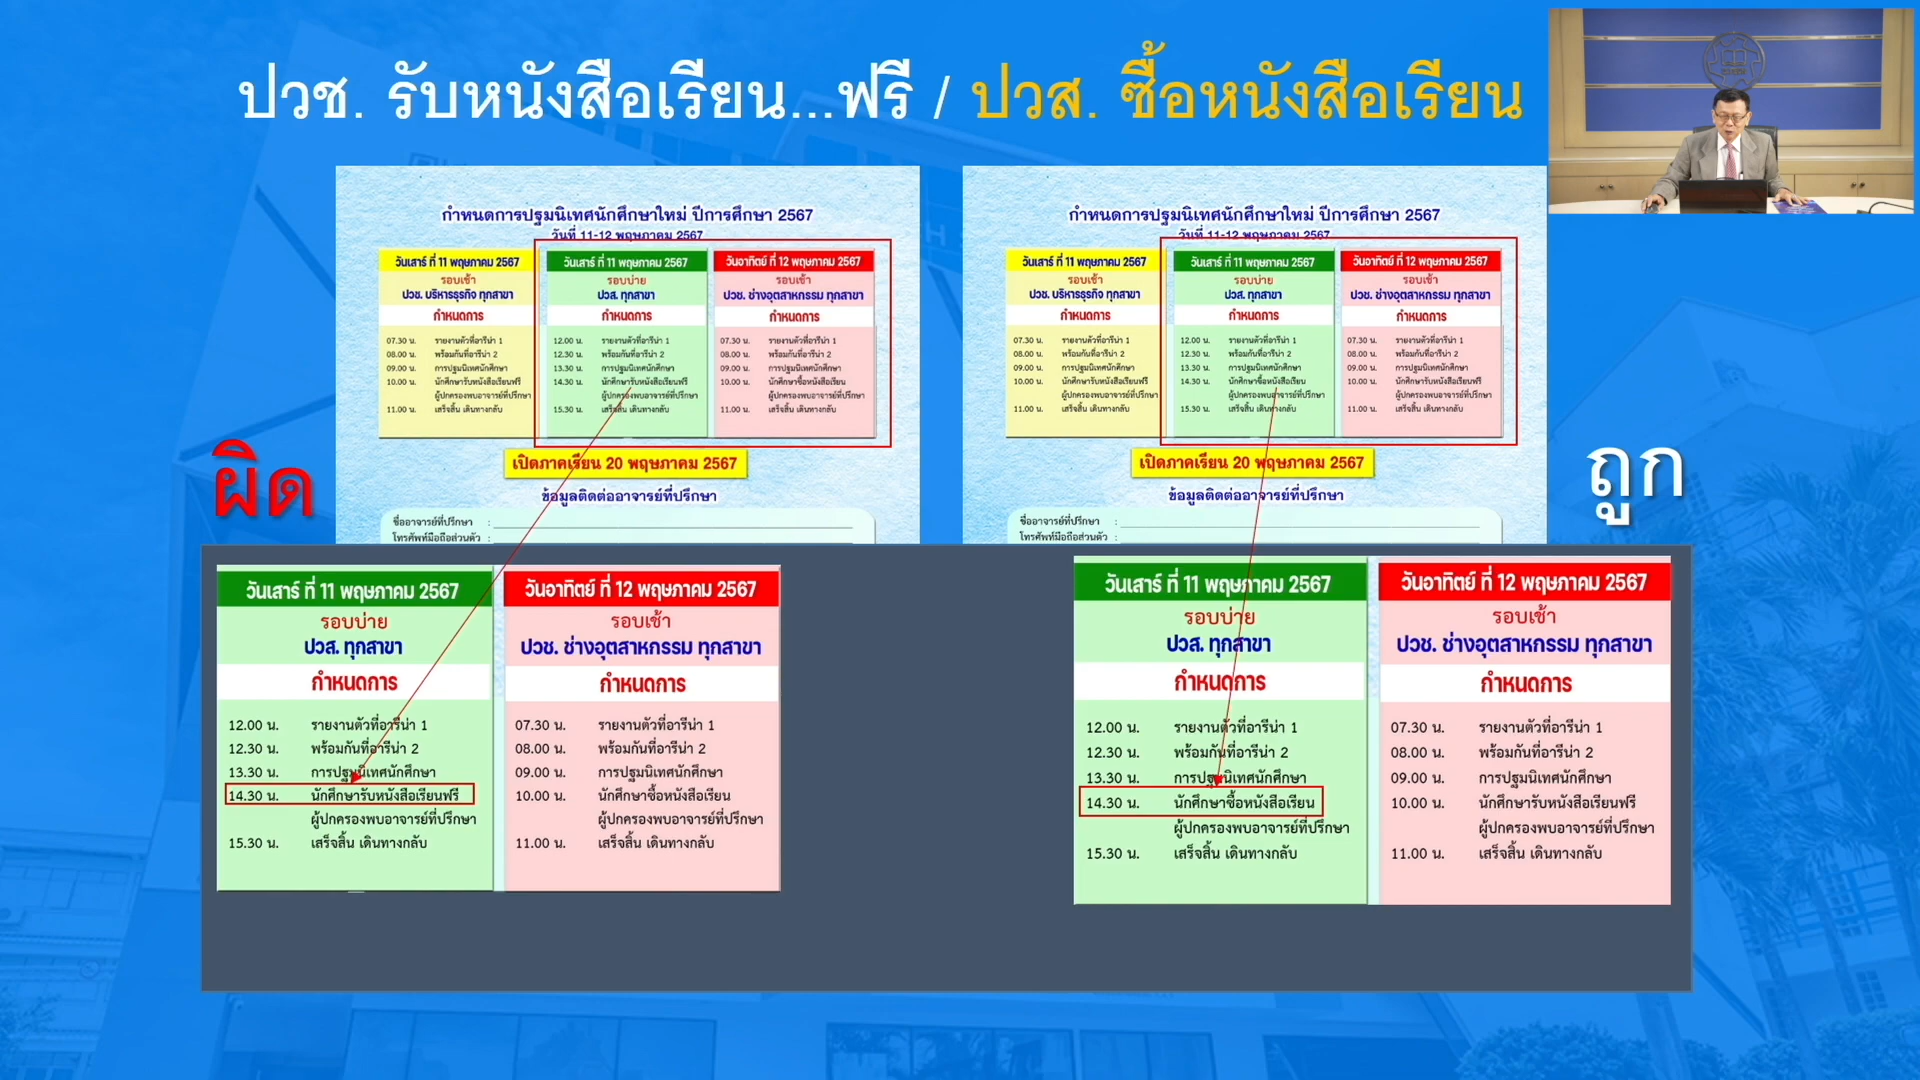 ปวช. รับหนังสือเรียน...ฟรี / ปวส. ซื้อหนังสือเรียน
กำหนดการปฐมนิเทศนักศึกษาใหม่ ปีการศึกษา 2567
วันที่ 11-12 พฤษภาคม 2567
วันเสาร์ ที่ 11 พฤษภาคม 2567
รอบเช้า
ปวช. บริหารธุรกิจ ทุกสาขา
กำหนดการ
07.30 น. รายงานตัวที่อารีน่า 1
08.00 น. พร้อมกันที่อารีน่า 2
09.00 น. การปฐมนิเทศนักศึกษา
10.00 น. นักศึกษารับหนังสือเรียนฟรี
ผู้ปกครองพบอาจารย์ที่ปรึกษา
11.00 น. เสร็จสิ้น เดินทางกลับ
วันเสาร์ ที่ 11 พฤษภาคม 2567
รอบบ่าย
ปวส. ทุกสาขา
กำหนดการ
12.00 น. รายงานตัวที่อารีน่า 1
12.30 น. พร้อมกันที่อารีน่า 2
13.30 น. การปฐมนิเทศนักศึกษา
14.30 น. นักศึกษารับหนังสือเรียนฟรี
ผู้ปกครองพบอาจารย์ที่ปรึกษา
15.30 น. เสร็จสิ้น เดินทางกลับ
วันอาทิตย์ ที่ 12 พฤษภาคม 2567
รอบเช้า
ปวช. ช่างอุตสาหกรรม ทุกสาขา
กำหนดการ
07.30 น. รายงานตัวที่อารีน่า 1
08.00 น. พร้อมกันที่อารีน่า 2
09.00 น. การปฐมนิเทศนักศึกษา
10.00 น. นักศึกษาซื้อหนังสือเรียน
ผู้ปกครองพบอาจารย์ที่ปรึกษา
11.00 น. เสร็จสิ้น เดินทางกลับ
เปิดภาคเรียน 20 พฤษภาคม 2567
ข้อมูลติดต่ออาจารย์ที่ปรึกษา
ชื่ออาจารย์ที่ปรึกษา :
โทรศัพท์มือถือส่วนตัว :
กำหนดการปฐมนิเทศนักศึกษาใหม่ ปีการศึกษา 2567
วันที่ 11-12 พฤษภาคม 2567
วันเสาร์ ที่ 11 พฤษภาคม 2567
รอบเช้า
ปวช. บริหารธุรกิจ ทุกสาขา
กำหนดการ
07.30 น. รายงานตัวที่อารีน่า 1
08.00 น. พร้อมกันที่อารีน่า 2
09.00 น. การปฐมนิเทศนักศึกษา
10.00 น. นักศึกษารับหนังสือเรียนฟรี
ผู้ปกครองพบอาจารย์ที่ปรึกษา
11.00 น. เสร็จสิ้น เดินทางกลับ
วันเสาร์ ที่ 11 พฤษภาคม 2567
รอบบ่าย
ปวส. ทุกสาขา
กำหนดการ
12.00 น. รายงานตัวที่อารีน่า 1
12.30 น. พร้อมกันที่อารีน่า 2
13.30 น. การปฐมนิเทศนักศึกษา
14.30 น. นักศึกษาซื้อหนังสือเรียน
ผู้ปกครองพบอาจารย์ที่ปรึกษา
15.30 น. เสร็จสิ้น เดินทางกลับ
วันอาทิตย์ ที่ 12 พฤษภาคม 2567
รอบเช้า
ปวช. ช่างอุตสาหกรรม ทุกสาขา
กำหนดการ
07.30 น. รายงานตัวที่อารีน่า 1
08.00 น. พร้อมกันที่อารีน่า 2
09.00 น. การปฐมนิเทศนักศึกษา
10.00 น. นักศึกษารับหนังสือเรียนฟรี
ผู้ปกครองพบอาจารย์ที่ปรึกษา
11.00 น. เสร็จสิ้น เดินทางกลับ
เปิดภาคเรียน 20 พฤษภาคม 2567
ข้อมูลติดต่ออาจารย์ที่ปรึกษา
ชื่ออาจารย์ที่ปรึกษา :
โทรศัพท์มือถือส่วนตัว :
ผิด
ถูก
วันเสาร์ ที่ 11 พฤษภาคม 2567
รอบบ่าย
ปวส. ทุกสาขา
กำหนดการ
12.00 น. รายงานตัวที่อารีน่า 1
12.30 น. พร้อมกันที่อารีน่า 2
13.30 น. การปฐมนิเทศนักศึกษา
14.30 น. นักศึกษารับหนังสือเรียนฟรี
ผู้ปกครองพบอาจารย์ที่ปรึกษา
15.30 น. เสร็จสิ้น เดินทางกลับ
วันอาทิตย์ ที่ 12 พฤษภาคม 2567
รอบเช้า
ปวช. ช่างอุตสาหกรรม ทุกสาขา
กำหนดการ
07.30 น. รายงานตัวที่อารีน่า 1
08.00 น. พร้อมกันที่อารีน่า 2
09.00 น. การปฐมนิเทศนักศึกษา
10.00 น. นักศึกษาซื้อหนังสือเรียน
ผู้ปกครองพบอาจารย์ที่ปรึกษา
11.00 น. เสร็จสิ้น เดินทางกลับ
วันเสาร์ ที่ 11 พฤษภาคม 2567
รอบบ่าย
ปวส. ทุกสาขา
กำหนดการ
12.00 น. รายงานตัวที่อารีน่า 1
12.30 น. พร้อมกันที่อารีน่า 2
13.30 น. การปฐมนิเทศนักศึกษา
14.30 น. นักศึกษาซื้อหนังสือเรียน
ผู้ปกครองพบอาจารย์ที่ปรึกษา
15.30 น. เสร็จสิ้น เดินทางกลับ
วันอาทิตย์ ที่ 12 พฤษภาคม 2567
รอบเช้า
ปวช. ช่างอุตสาหกรรม ทุกสาขา
กำหนดการ
07.30 น. รายงานตัวที่อารีน่า 1
08.00 น. พร้อมกันที่อารีน่า 2
09.00 น. การปฐมนิเทศนักศึกษา
10.00 น. นักศึกษารับหนังสือเรียนฟรี
ผู้ปกครองพบอาจารย์ที่ปรึกษา
11.00 น. เสร็จสิ้น เดินทางกลับ